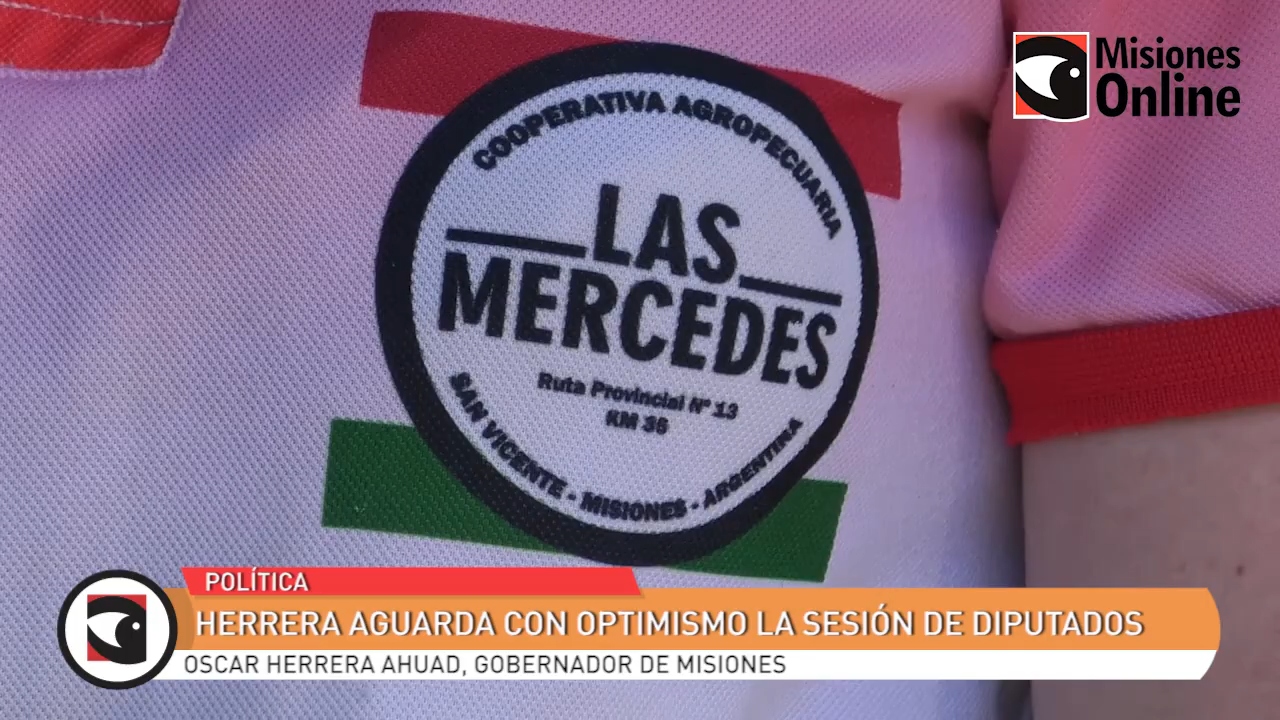 Misiones
Online
COOPERATIVA AGROPECUARIA
LAS
MERCEDES
Ruta Provincial Nº 13
KM 35
SAN VICENTE - MISIONES - ARGENTINA
POLÍTICA
HERRERA AGUARDA CON OPTIMISMO LA SESIÓN DE DIPUTADOS
OSCAR HERRERA AHUAD, GOBERNADOR DE MISIONES